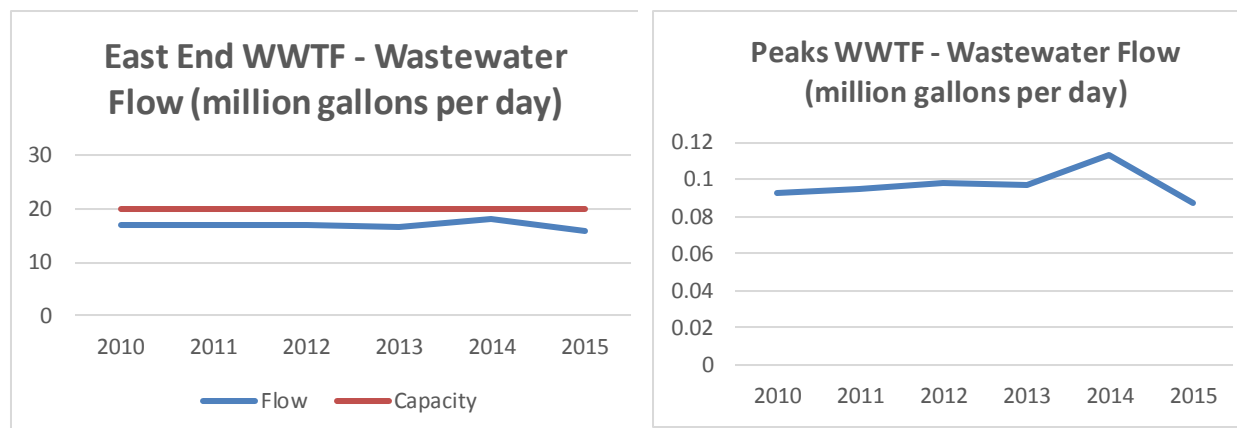 East End WWTF - Wastewater
Flow (million gallons per day)
30
20
10
0
2010 2011 2012 2013 2014 2015
Flow Capacity
Peaks WWTF - Wastewater Flow
(million gallons per day)
0.12
0.1
0.08
0.06
0.04
0.02
0
2010 2011 2012 2013 2014 2015